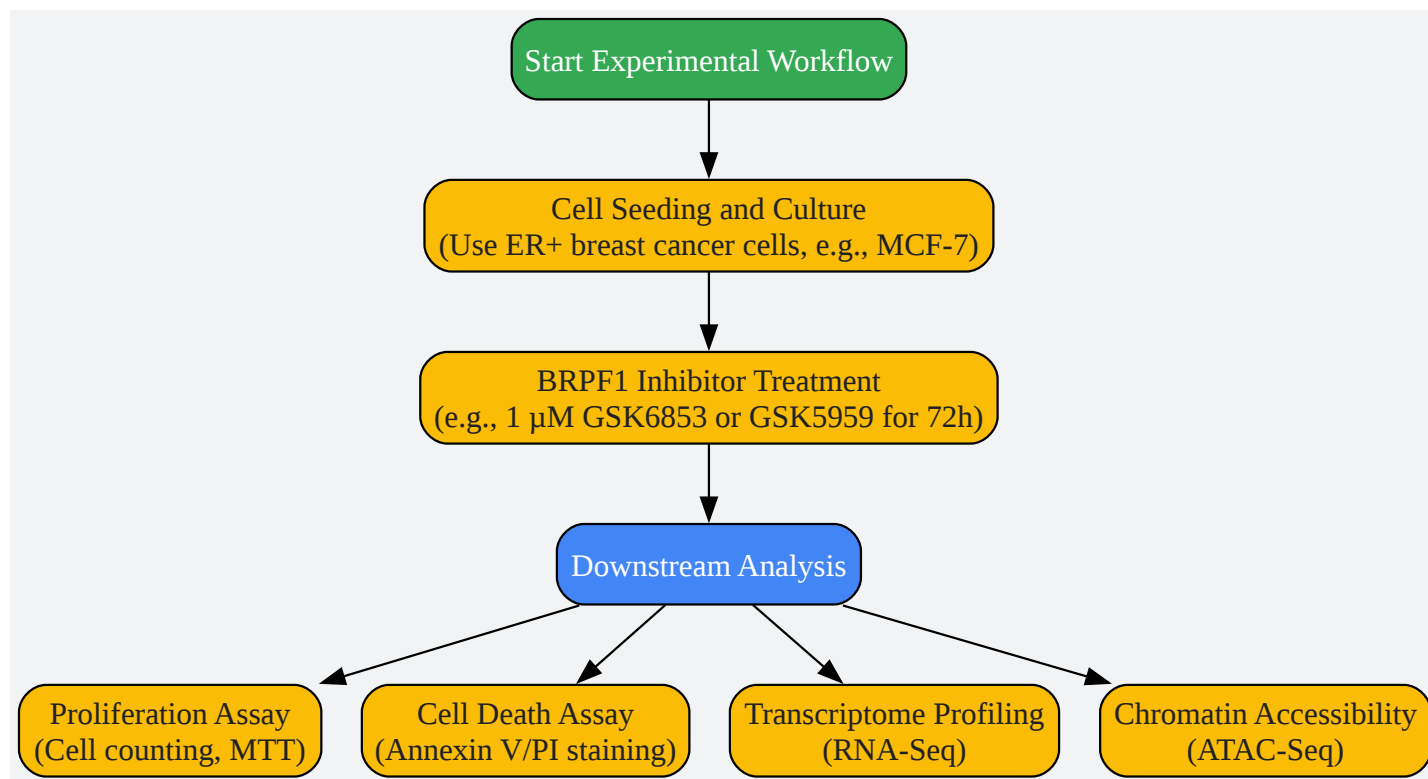 Start Experimental Workflow
Cell Seeding and Culture
(Use ER+ breast cancer cells, e.g., MCF-7)
BRPF1 Inhibitor Treatment
(e.g., 1 µM GSK6853 or GSK5959 for 72h)
Downstream Analysis
Proliferation Assay
(Cell counting, MTT)
Cell Death Assay
(Annexin V/PI staining)
Transcriptome Profiling
(RNA-Seq)
Chromatin Accessibility
(ATAC-Seq)